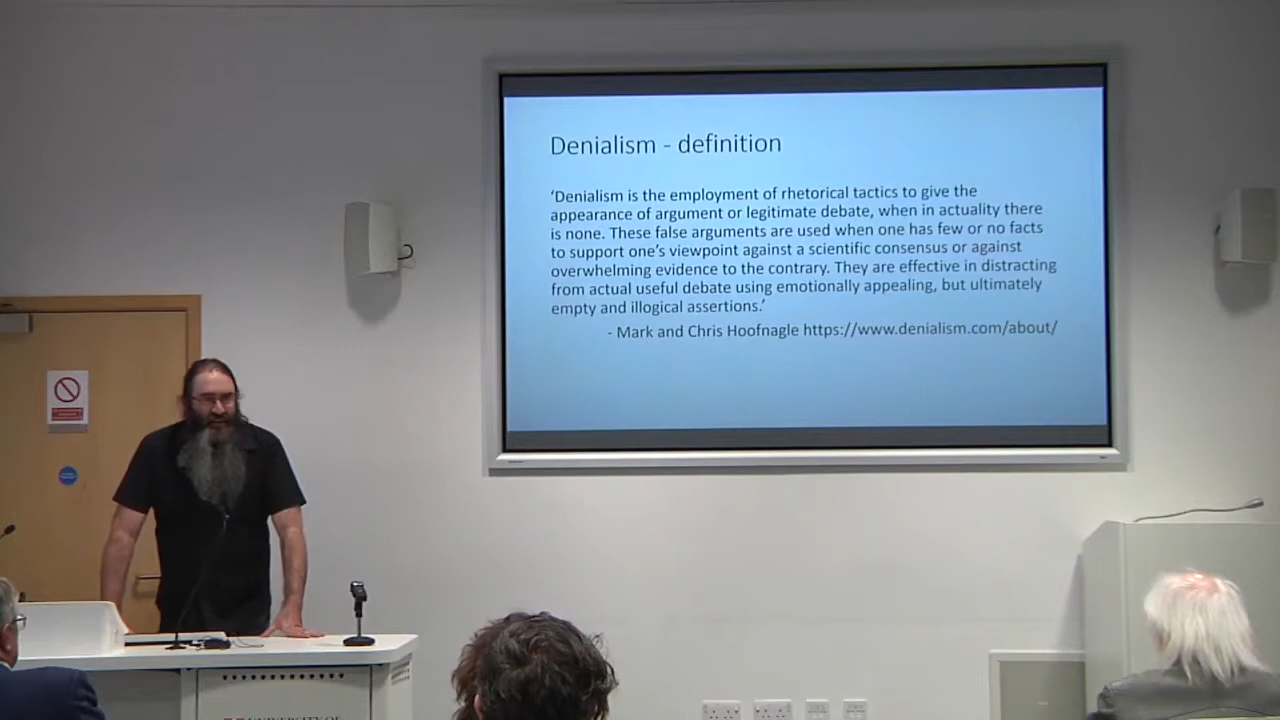 Denialism - definition
‘Denialism is the employment of rhetorical tactics to give the
appearance of argument or legitimate debate, when in actuality there
is none. These false arguments are used when one has few or no facts
to support one’s viewpoint against a scientific consensus or against
overwhelming evidence to the contrary. They are effective in distracting
from actual useful debate using emotionally appealing, but ultimately
empty and illogical assertions.’
- Mark and Chris Hoofnagle https://www.denialism.com/about/
UNIVERSITY OF